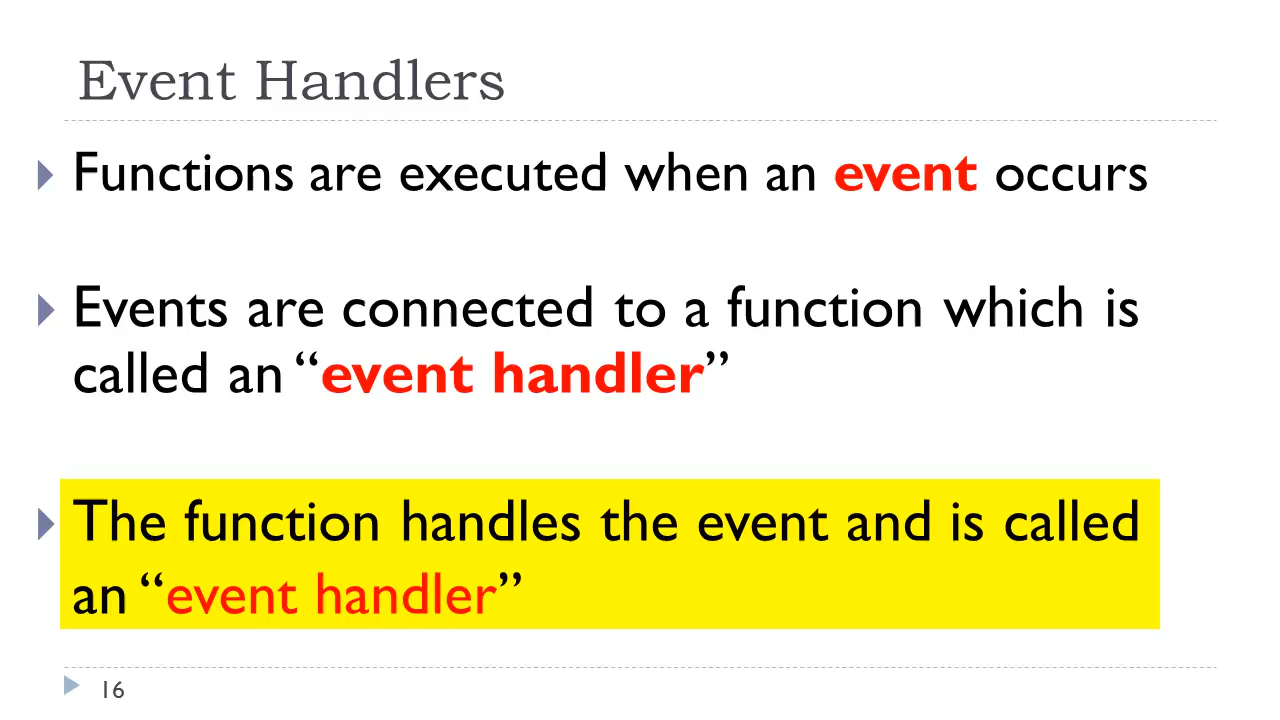 Event Handlers
Functions are executed when an event occurs
Events are connected to a function which is
called an “event handler”
The function handles the event and is called
an “event handler”
16